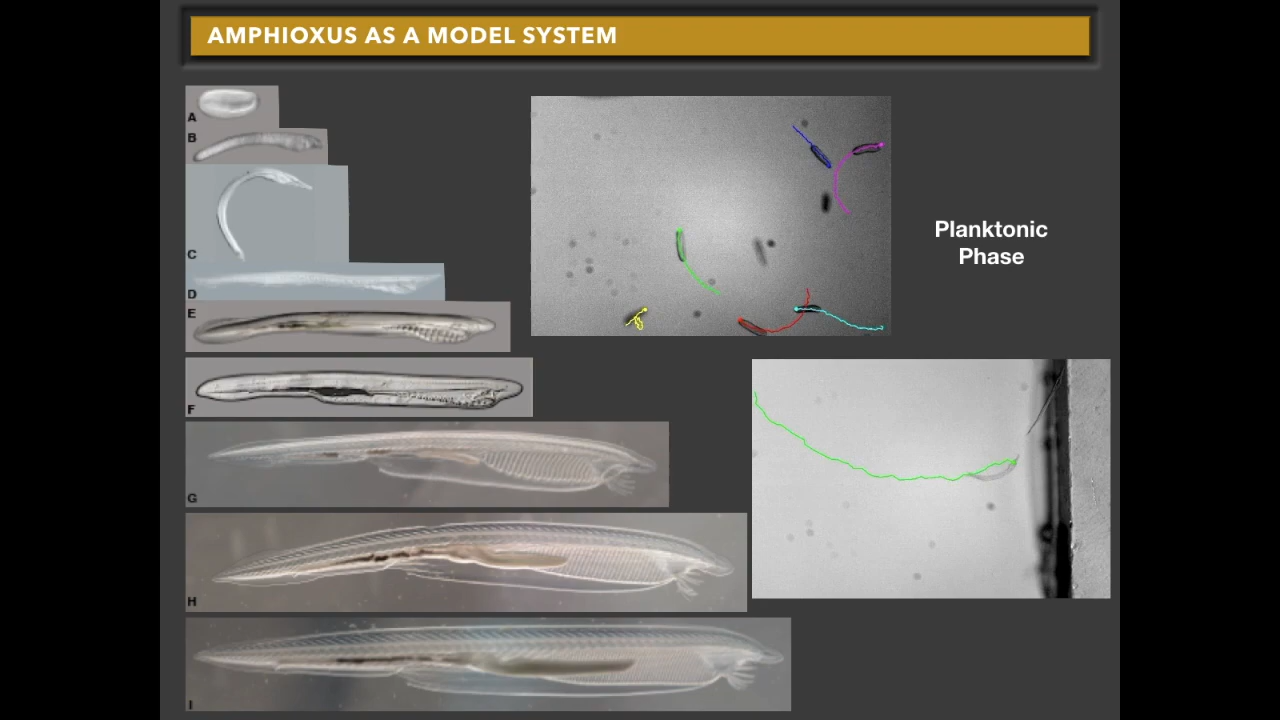 AMPHIOXUS AS A MODEL SYSTEM
A
B
C
D
E
F
G
H
I
Planktonic
Phase